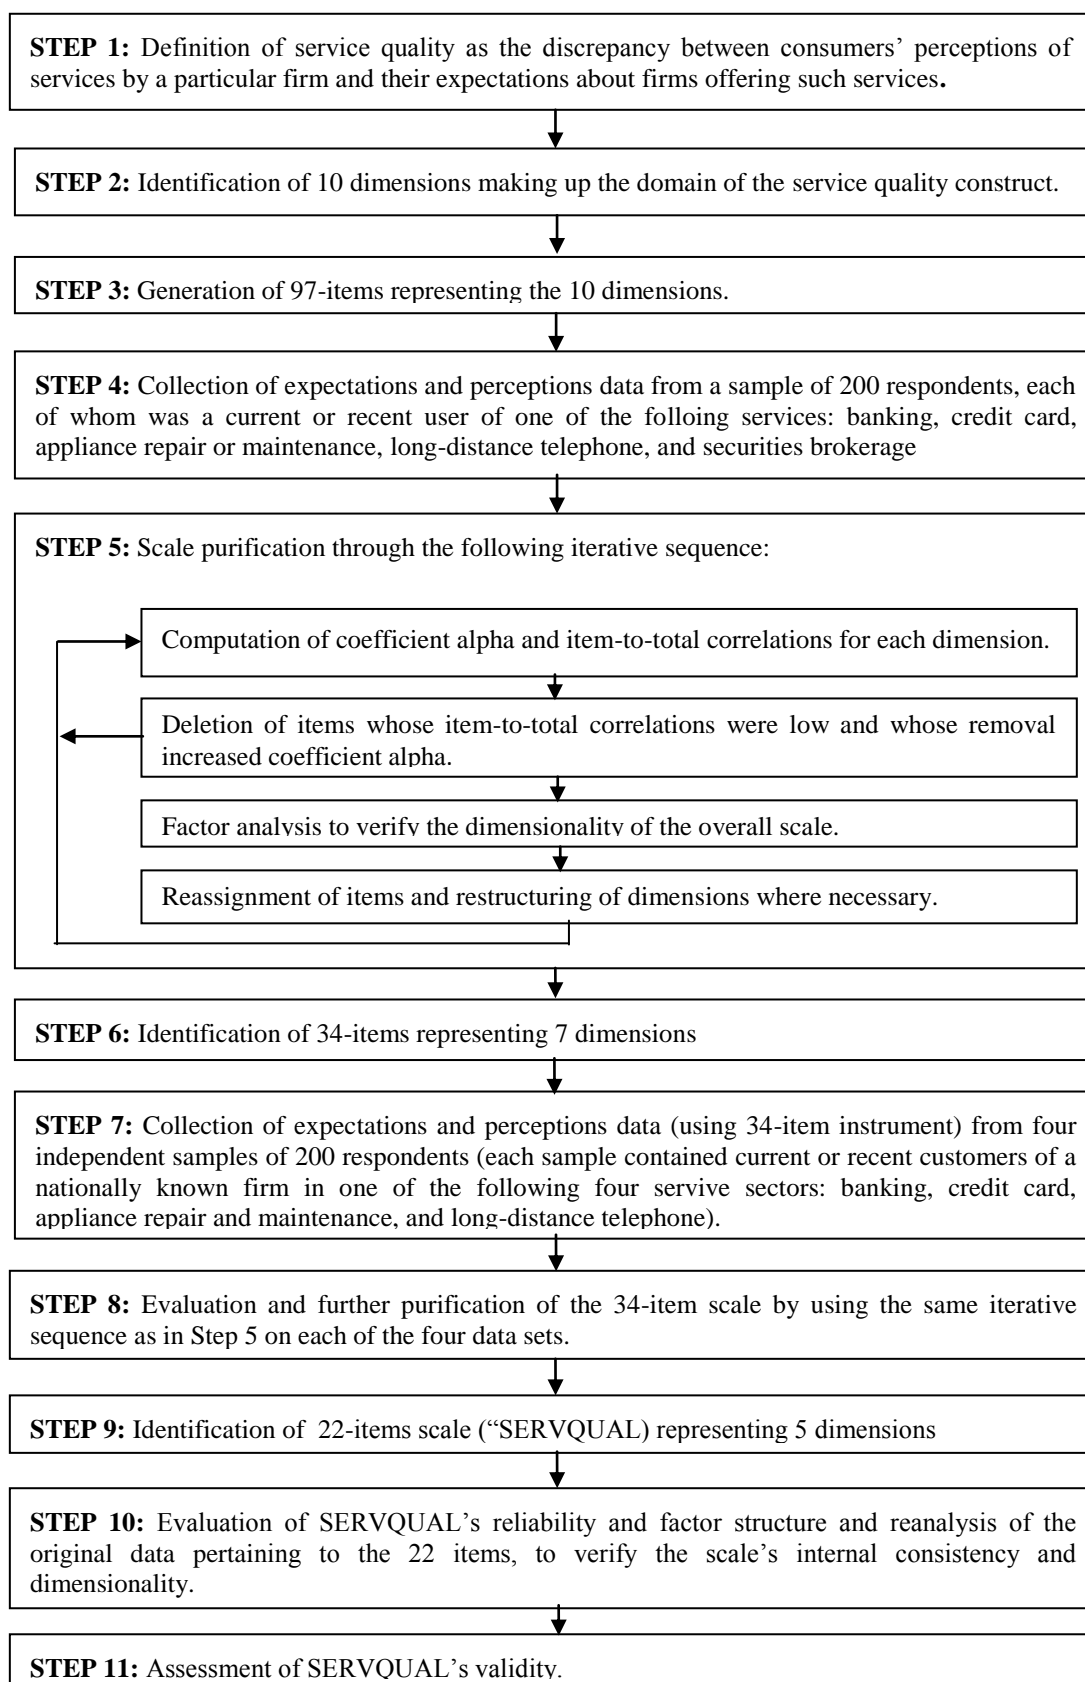 STEP 1: Definition of service quality as the discrepancy between consumers’ perceptions of
services by a particular firm and their expectations about firms offering such services.
STEP 2: Identification of 10 dimensions making up the domain of the service quality construct.
STEP 3: Generation of 97-items representing the 10 dimensions.
STEP 4: Collection of expectations and perceptions data from a sample of 200 respondents, each
of whom was a current or recent user of one of the folloing services: banking, credit card,
appliance repair or maintenance, long-distance telephone, and securities brokerage
STEP 5: Scale purification through the following iterative sequence:
Computation of coefficient alpha and item-to-total correlations for each dimension.
Deletion of items whose item-to-total correlations were low and whose removal
increased coefficient alpha.
Factor analysis to verify the dimensionality of the overall scale.
Reassignment of items and restructuring of dimensions where necessary.
STEP 6: Identification of 34-items representing 7 dimensions
STEP 7: Collection of expectations and perceptions data (using 34-item instrument) from four
independent samples of 200 respondents (each sample contained current or recent customers of a
nationally known firm in one of the following four servive sectors: banking, credit card,
appliance repair and maintenance, and long-distance telephone).
STEP 8: Evaluation and further purification of the 34-item scale by using the same iterative
sequence as in Step 5 on each of the four data sets.
STEP 9: Identification of 22-items scale (“SERVQUAL) representing 5 dimensions
STEP 10: Evaluation of SERVQUAL’s reliability and factor structure and reanalysis of the
original data pertaining to the 22 items, to verify the scale’s internal consistency and
dimensionality.
STEP 11: Assessment of SERVQUAL’s validity.